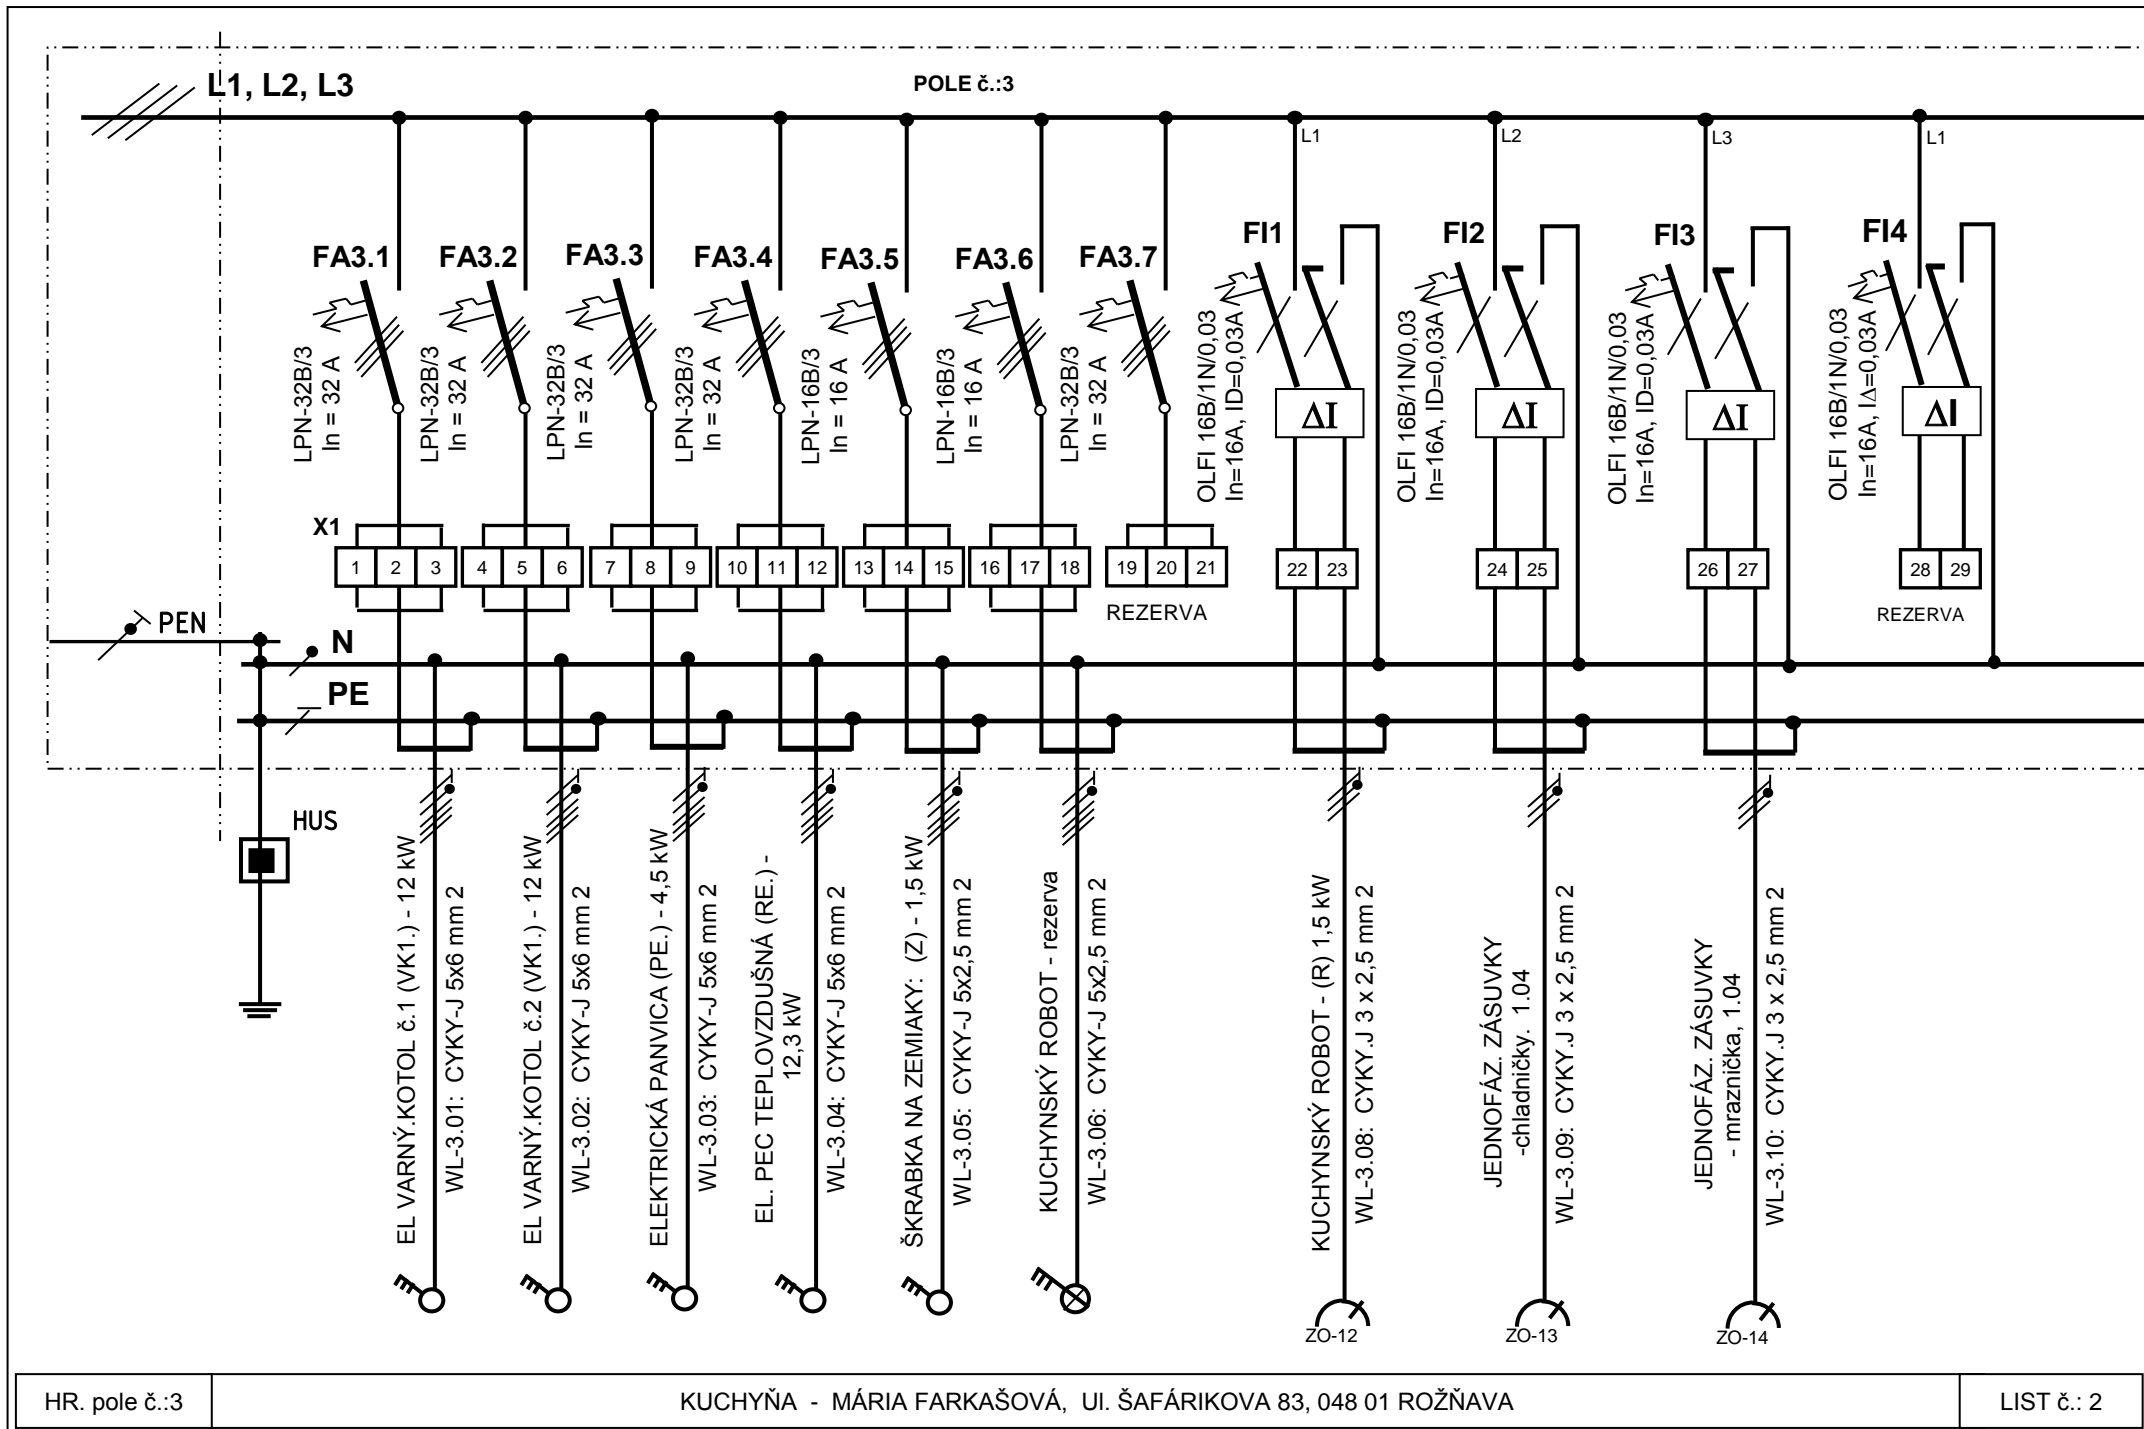 L1, L2, L3
POLE č.:3
L1
L2
L3
L1
FA3.1
FA3.2
FA3.3
FA3.4
FA3.5
FA3.6
FA3.7
FI1
FI2
FI3
FI4
LPN-32B/3
In = 32 A
LPN-32B/3
In = 32 A
LPN-32B/3
In = 32 A
LPN-32B/3
In = 32 A
LPN-16B/3
In = 16 A
LPN-16B/3
In = 16 A
LPN-32B/3
In = 32 A
OLFI 16B/1N/0,03
In=16A, ID=0,03A
OLFI 16B/1N/0,03
In=16A, ID=0,03A
OLFI 16B/1N/0,03
In=16A, ID=0,03A
OLFI 16B/1N/0,03
In=16A, I∆=0,03A
ΔI
ΔI
ΔI
ΔI
X1
1 2 3
4 5 6
7 8 9
10 11 12
13 14 15
16 17 18
19 20 21
22 23
24 25
26 27
28 29
REZERVA
REZERVA
PEN
N
PE
HUS
EL VARNÝ.KOTOL č.1 (VK1.) - 12 kW
WL-3.01: CYKY-J 5x6 mm 2
EL VARNÝ.KOTOL č.2 (VK1.) - 12 kW
WL-3.02: CYKY-J 5x6 mm 2
ELEKTRICKÁ PANVICA (PE.) - 4,5 kW
WL-3.03: CYKY-J 5x6 mm 2
EL. PEC TEPLOVZDUŠNÁ (RE.) -
12,3 kW
WL-3.04: CYKY-J 5x6 mm 2
ŠKRABKA NA ZEMIAKY: (Z) - 1,5 kW
WL-3.05: CYKY-J 5x2,5 mm 2
KUCHYNSKÝ ROBOT - rezerva
WL-3.06: CYKY-J 5x2,5 mm 2
KUCHYNSKÝ ROBOT - (R) 1,5 kW
WL-3.08: CYKY.J 3 x 2,5 mm 2
JEDNOFÁZ. ZÁSUVKY
-chladničky. 1.04
WL-3.09: CYKY.J 3 x 2,5 mm 2
JEDNOFÁZ. ZÁSUVKY
- mraznička, 1.04
WL-3.10: CYKY.J 3 x 2,5 mm 2
ZO-12
ZO-13
ZO-14
HR. pole č.:3
KUCHYŇA - MÁRIA FARKAŠOVÁ, Ul. ŠAFÁRIKOVA 83, 048 01 ROŽŇAVA
LIST č.: 2